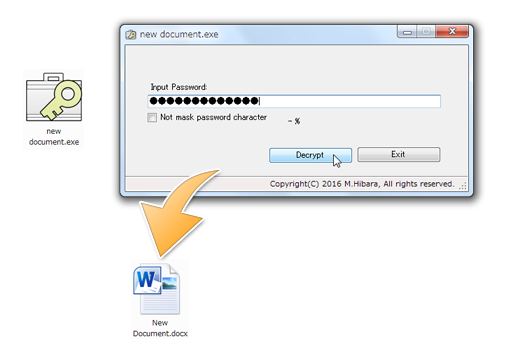 new document.exe
Input Password:
●●●●●●●●●●●●●
Not mask password character
- %
Decrypt
Exit
Copyright(C) 2016 M.Hibara, All rights reserved.
new
document.exe
W
New
Document.docx